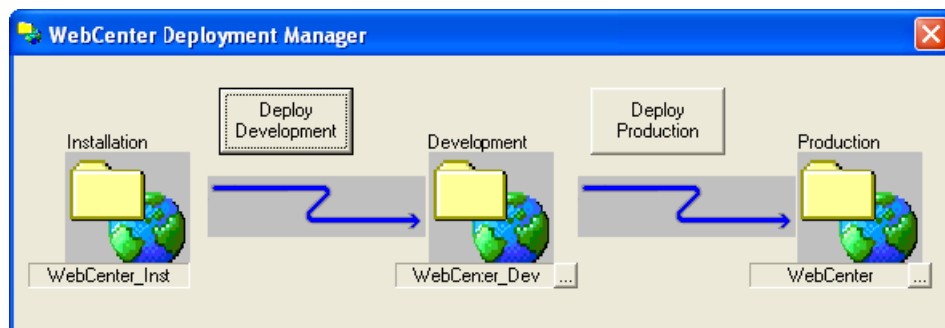 WebCenter Deployment Manager
Deploy
Development
Deploy
Production
Installation
Development
Production
WebCenter_Inst
WebCenter_Dev
...
WebCenter
...